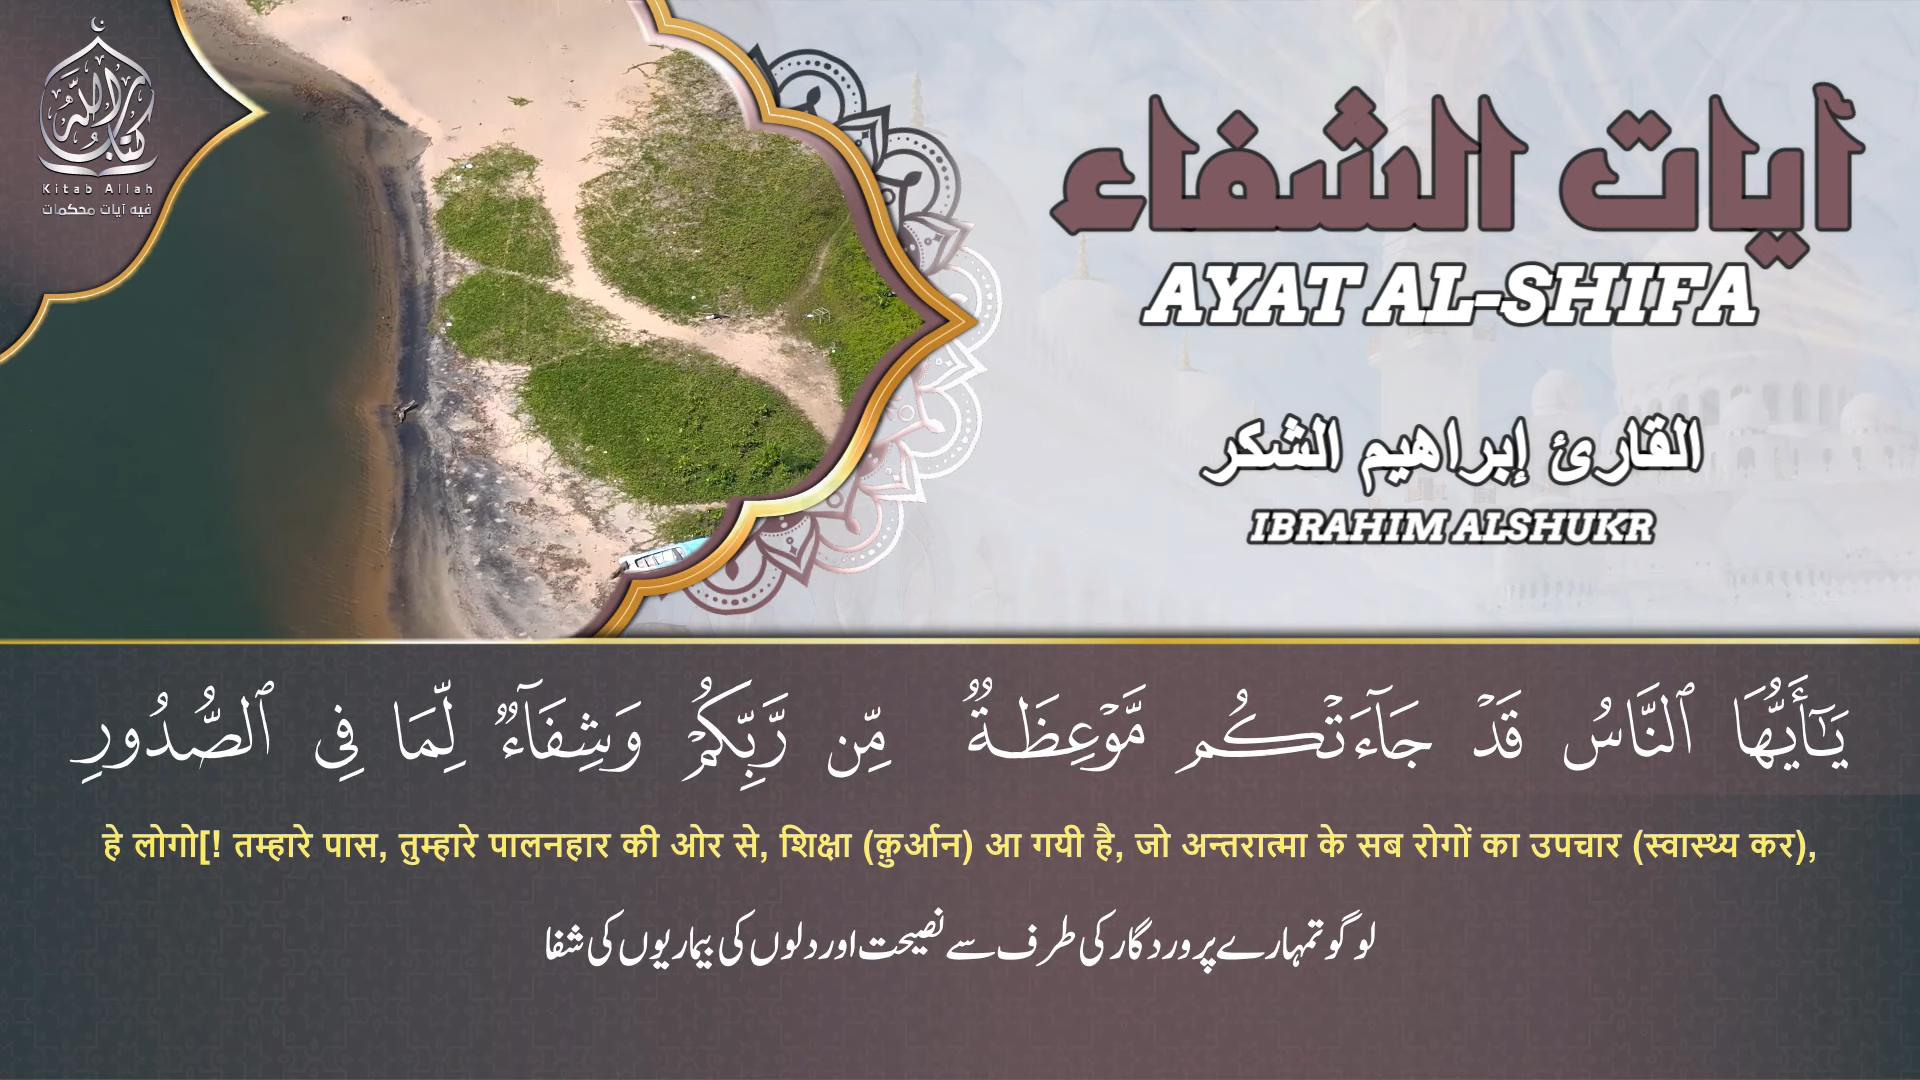 كتاب الله
Kitab Allah
فيه آيات محكمات
آيات الشفاء
AYAT AL-SHIFA
القارئ إبراهيم الشكر
IBRAHIM ALSHUKR
يَـٰٓأَيُّهَا ٱلنَّاسُ قَدْ جَآءَتْكُم مَّوْعِظَةٌ مِّن رَّبِّكُمْ وَشِفَآءٌ لِّمَا فِى ٱلصُّدُورِ
हे लोगो[! तम्हारे पास, तुम्हारे पालनहार की ओर से, शिक्षा (क़ुर्आन) आ गयी है, जो अन्तरात्मा के सब रोगों का उपचार (स्वास्थ्य कर),
لوگو تمہارے پروردگار کی طرف سے نصیحت اور دلوں کی بیماریوں کی شفا